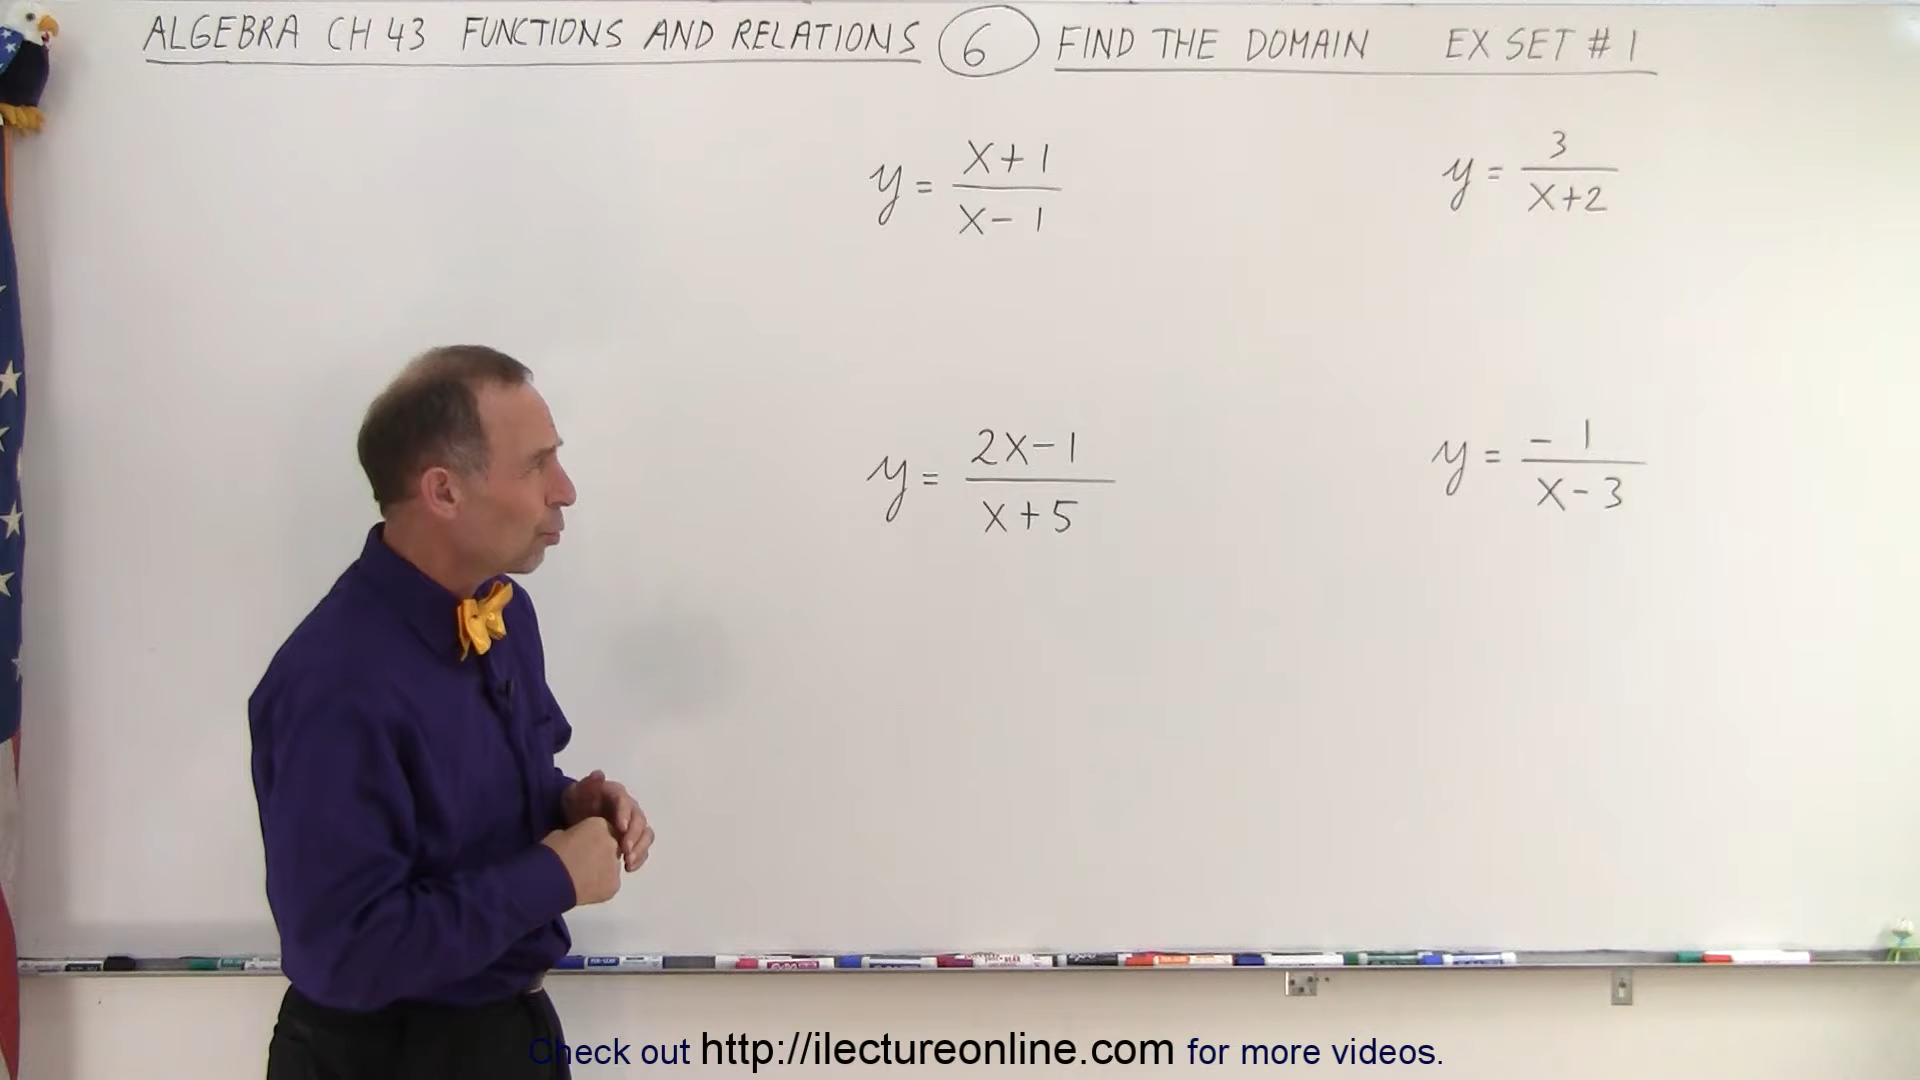 ALGEBRA CH 43 FUNCTIONS AND RELATIONS 6 FIND THE DOMAIN EX SET # 1
y = (x+1)/(x-1)
y = 3/(x+2)
y = (2x-1)/(x+5)
y = -1/(x-3)
Check out http://ilectureonline.com for more videos.